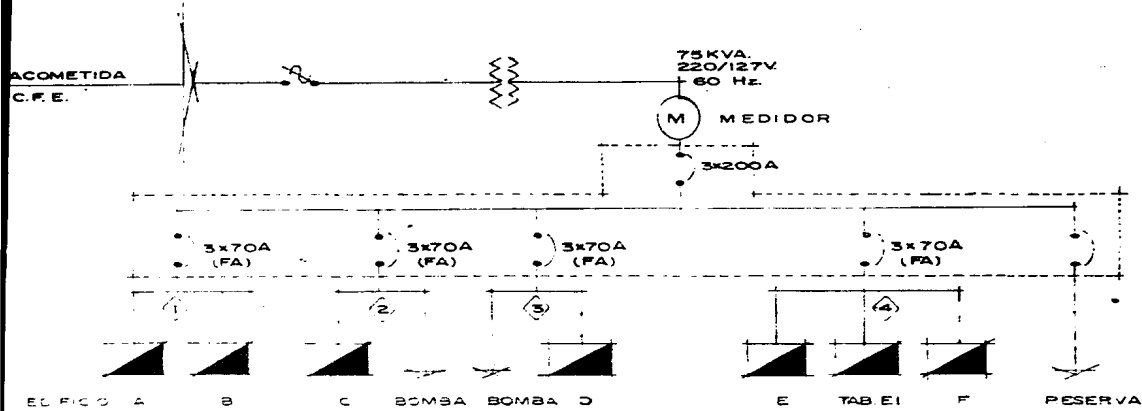 ACOMETIDA
C.F.E.
75 KVA.
220/127V.
60 Hz.
M MEDIDOR
3x200A
3x70A
(FA)
3x70A
(FA)
3x70A
(FA)
3x70A
(FA)
1 2 3 4
A B C BOMBA BOMBA D E TAB. E1 F RESERVA